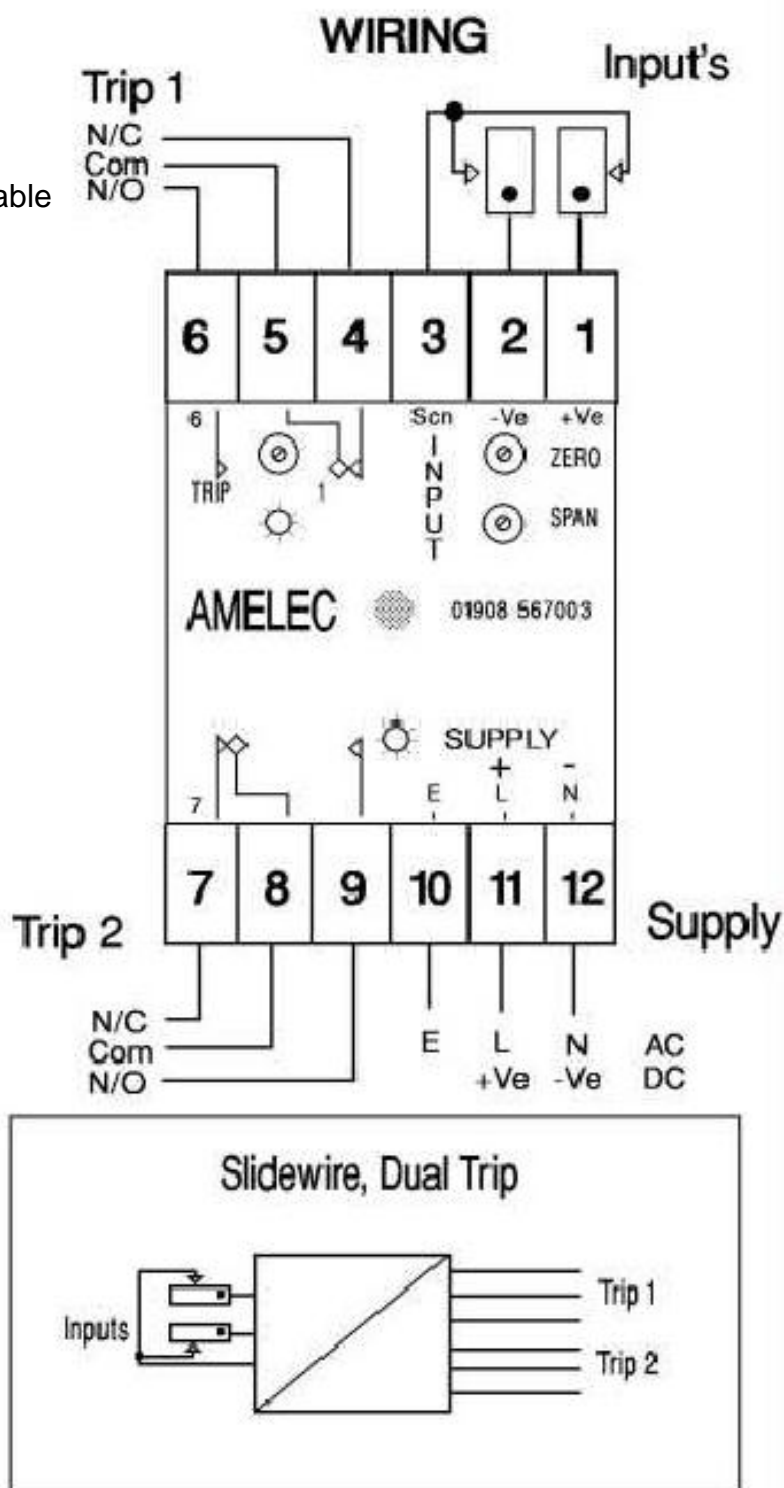 WIRING
Input's
Trip 1
N/C
Com
able
N/O
6 5 4 3 2 1
6 Scn -Ve +Ve
TRIP 1 INPUT ZERO
SPAN
AMELEC 01908 567003
SUPPLY
+ -
7 E L N
7 8 9 10 11 12
Trip 2 Supply
N/C
Com
N/O
E L N AC
+Ve -Ve DC
Slidewire, Dual Trip
Inputs
Trip 1
Trip 2